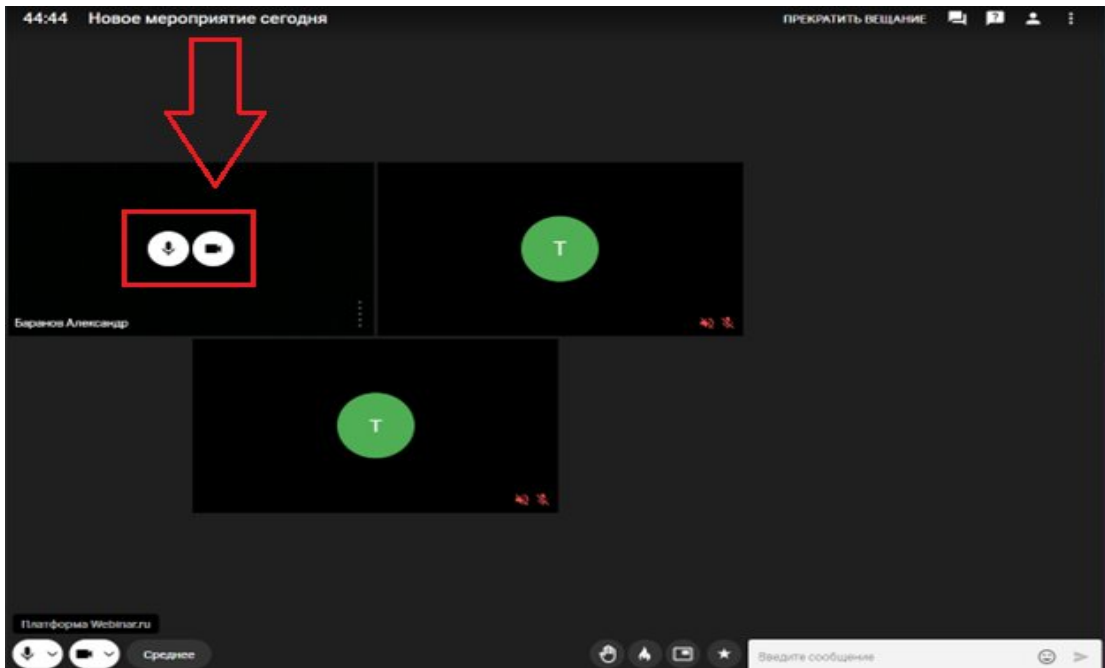 44:44 Новое мероприятие сегодня
ПРЕКРАТИТЬ ВЕЩАНИЕ
?
T
Баранов Александр
T
Платформа Webinar.ru
Среднее
Введите сообщение